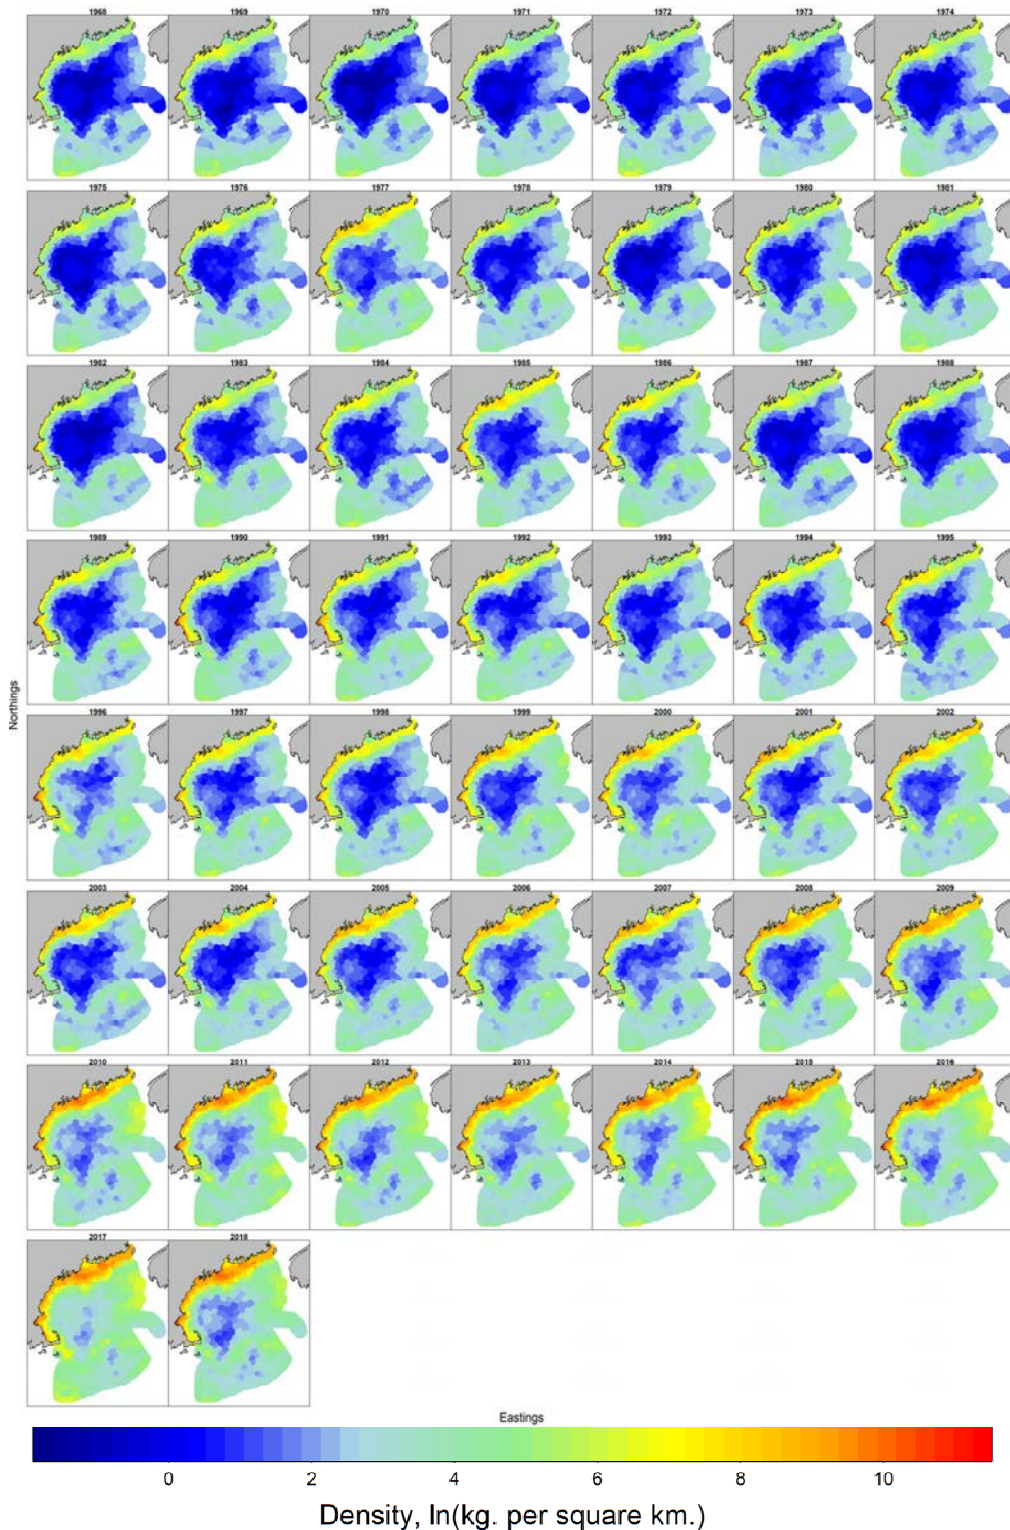 1968 1969 1970 1971 1972 1973 1974
1975 1976 1977 1978 1979 1980 1981
1982 1983 1984 1985 1986 1987 1988
1989 1990 1991 1992 1993 1994 1995
Northings
1996 1997 1998 1999 2000 2001 2002
2003 2004 2005 2006 2007 2008 2009
2010 2011 2012 2013 2014 2015 2016
2017 2018
Eastings
0 2 4 6 8 10
Density, ln(kg. per square km.)